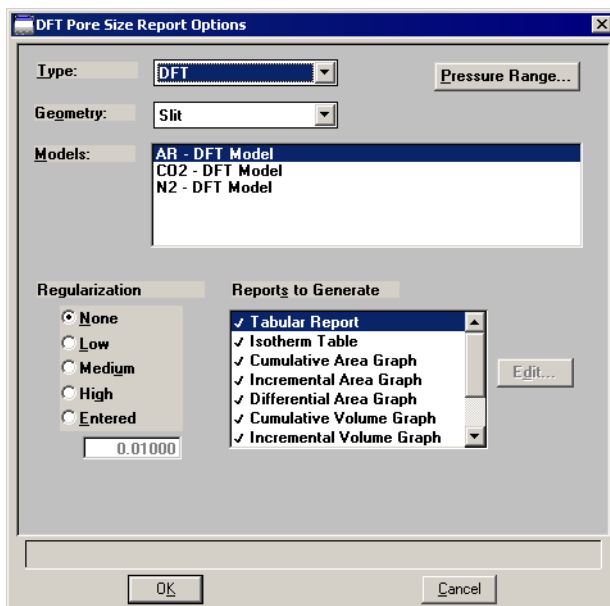 DFT Pore Size Report Options
Type: DFT Pressure Range...
Geometry: Slit
Models: AR - DFT Model
CO2 - DFT Model
N2 - DFT Model
Regularization Reports to Generate
None
Low
Medium
High
Entered
0.01000
✓ Tabular Report
✓ Isotherm Table
✓ Cumulative Area Graph
✓ Incremental Area Graph
✓ Differential Area Graph
✓ Cumulative Volume Graph
✓ Incremental Volume Graph
Edit...
OK Cancel